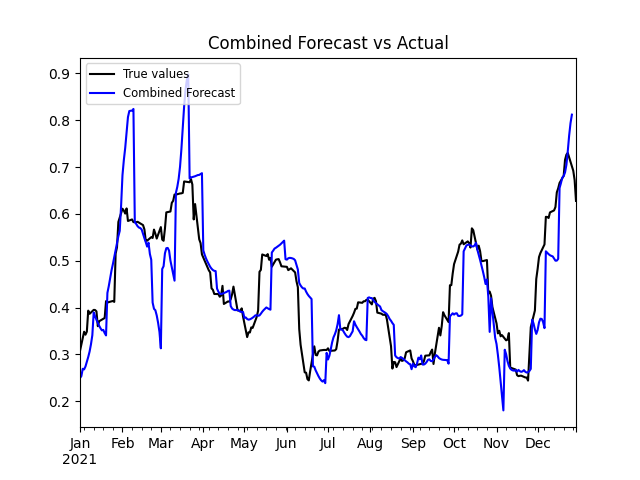 Combined Forecast vs Actual
True values
Combined Forecast
0.9
0.8
0.7
0.6
0.5
0.4
0.3
0.2
Jan Feb Mar Apr May Jun Jul Aug Sep Oct Nov Dec
2021